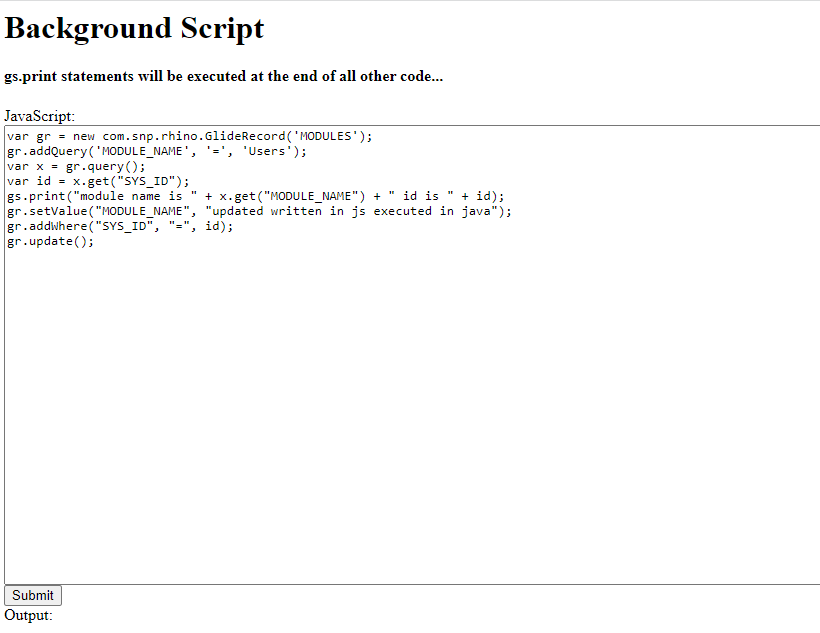 Background Script
gs.print statements will be executed at the end of all other code...
JavaScript:
var gr = new com.snp.rhino.GlideRecord('MODULES');
gr.addQuery('MODULE_NAME', '=', 'Users');
var x = gr.query();
var id = x.get("SYS_ID");
gs.print("module name is " + x.get("MODULE_NAME") + " id is " + id);
gr.setValue("MODULE_NAME", "updated written in js executed in java");
gr.addWhere("SYS_ID", "=", id);
gr.update();
Submit
Output: